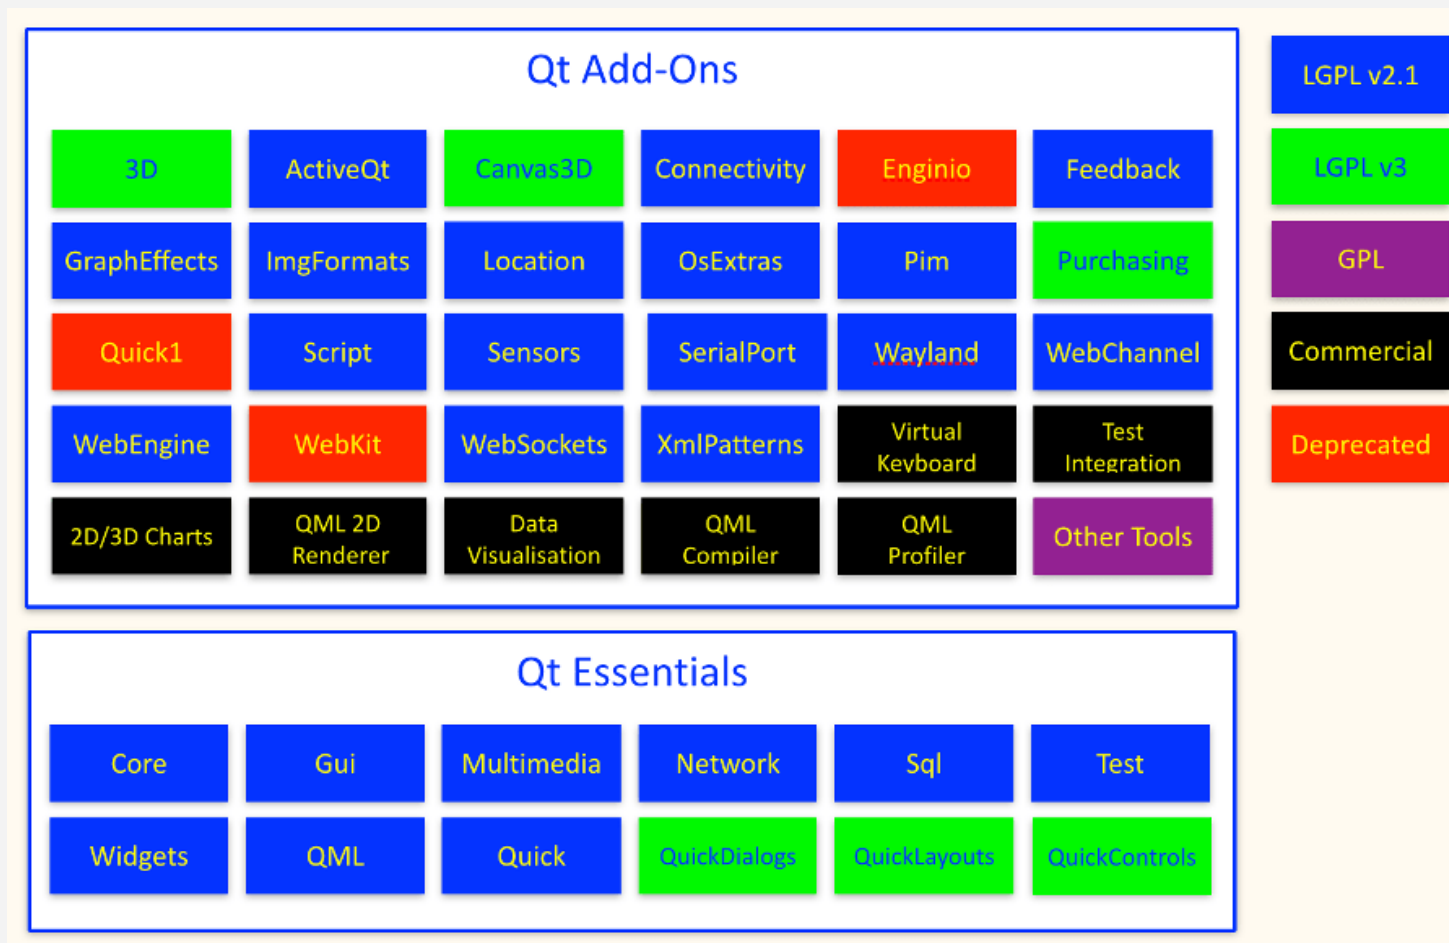 Qt Add-Ons
3D
ActiveQt
Canvas3D
Connectivity
Enginio
Feedback
GraphEffects
ImgFormats
Location
OsExtras
Pim
Purchasing
Quick1
Script
Sensors
SerialPort
Wayland
WebChannel
WebEngine
WebKit
WebSockets
XmlPatterns
Virtual
Keyboard
Test
Integration
2D/3D Charts
QML 2D
Renderer
Data
Visualisation
QML
Compiler
QML
Profiler
Other Tools
LGPL v2.1
LGPL v3
GPL
Commercial
Deprecated
Qt Essentials
Core
Gui
Multimedia
Network
Sql
Test
Widgets
QML
Quick
QuickDialogs
QuickLayouts
QuickControls